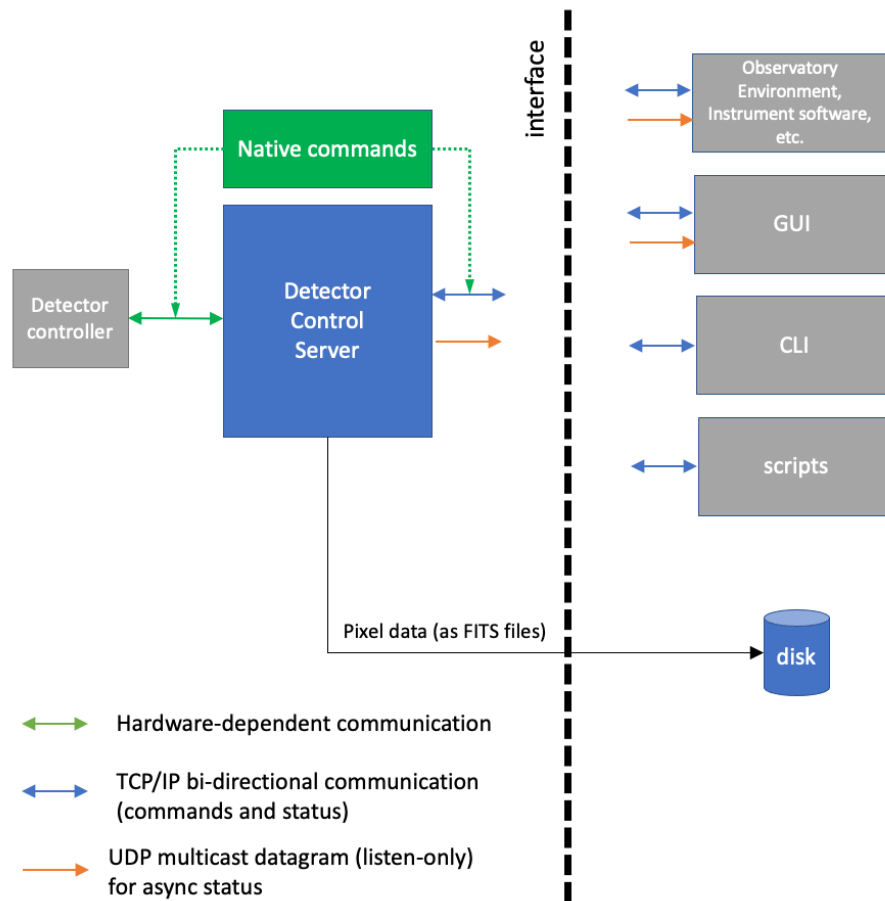 interface
Observatory
Environment,
Instrument software,
etc.
Native commands
GUI
Detector
controller
Detector
Control
Server
CLI
scripts
Pixel data (as FITS files)
disk
Hardware-dependent communication
TCP/IP bi-directional communication
(commands and status)
UDP multicast datagram (listen-only)
for async status